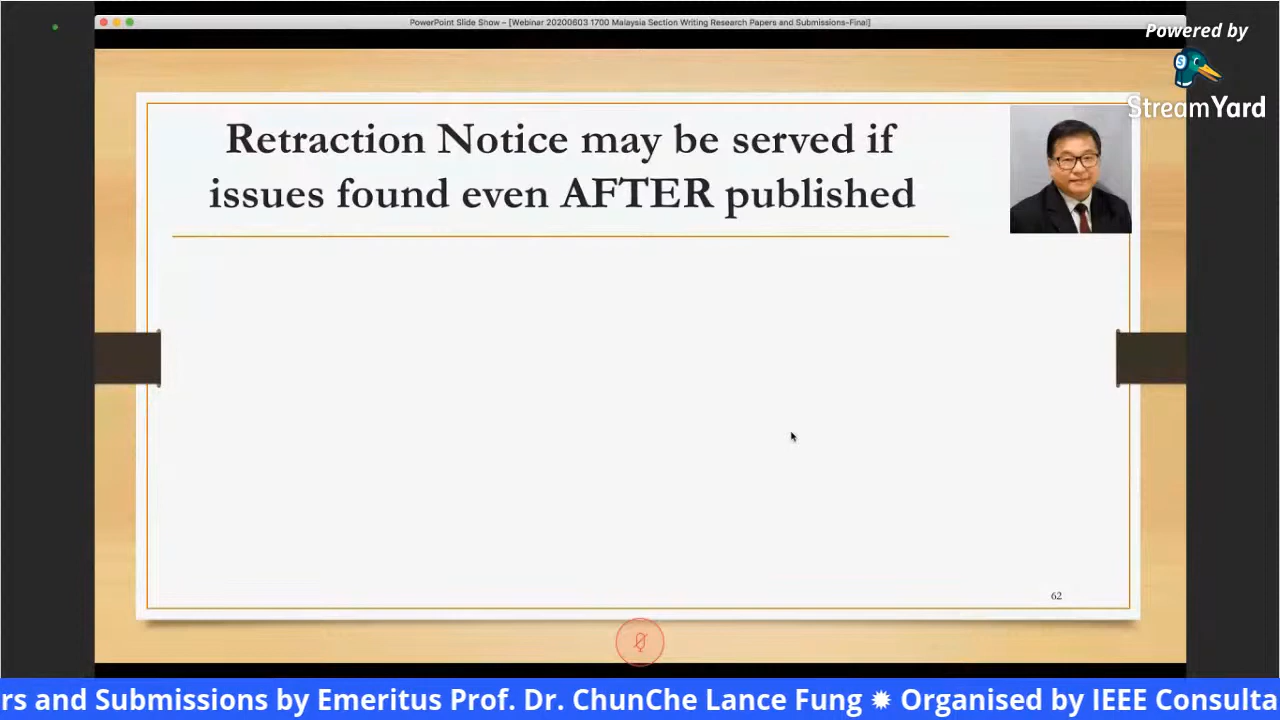 PowerPoint Slide Show – [Webinar 20200603 1700 Malaysia Section Writing Research Papers and Submissions-Final]
Powered by
StreamYard
Retraction Notice may be served if
issues found even AFTER published
62
rs and Submissions by Emeritus Prof. Dr. ChunChe Lance Fung ✹ Organised by IEEE Consulta